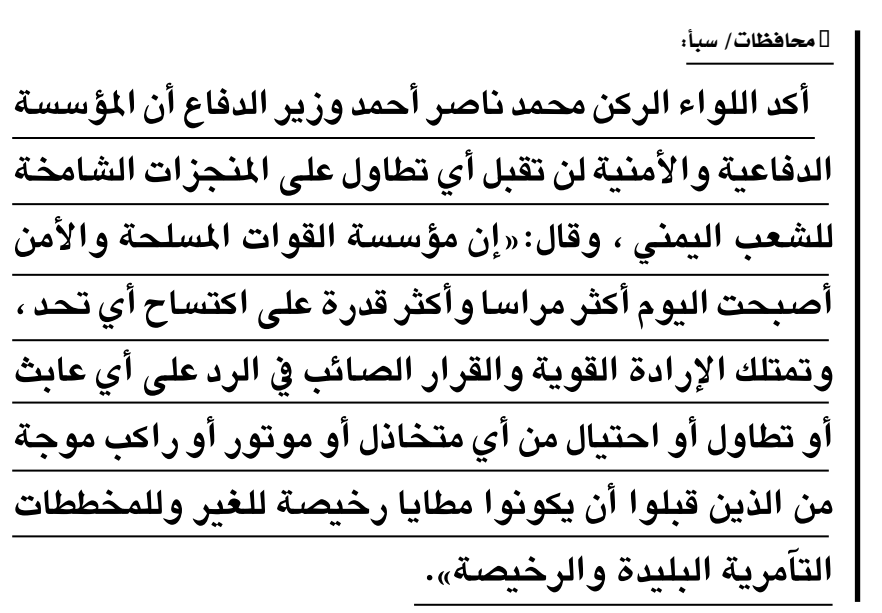 محافظات/ سبأ:
أكد اللواء الركن محمد ناصر أحمد وزير الدفاع أن المؤسسة
الدفاعية والأمنية لن تقبل أي تطاول على المنجزات الشامخة
للشعب اليمني ، وقال:«إن مؤسسة القوات المسلحة والأمن
أصبحت اليوم أكثر مراسا وأكثر قدرة على اكتساح أي تحد ،
وتمتلك الإرادة القوية والقرار الصائب في الرد على أي عابث
أو تطاول أو احتيال من أي متخاذل أو موتور أو راكب موجة
من الذين قبلوا أن يكونوا مطايا رخيصة للغير وللمخططات
التآمرية البليدة والرخيصة».